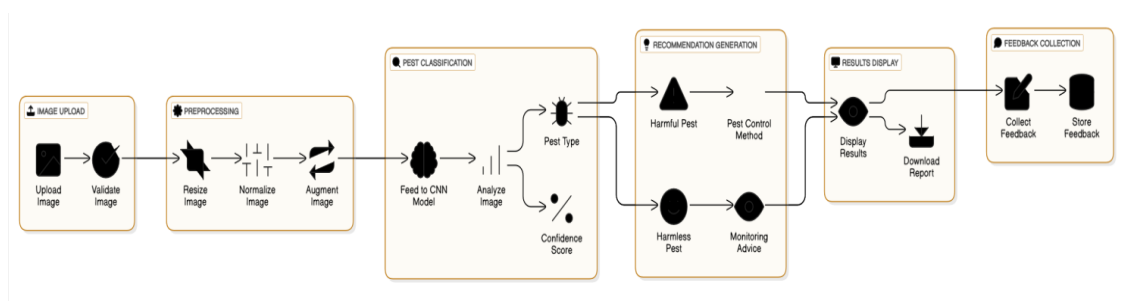 IMAGE UPLOAD
Upload
Image
Validate
Image
PREPROCESSING
Resize
Image
Normalize
Image
Augment
Image
PEST CLASSIFICATION
Feed to CNN
Model
Analyze
Image
Pest Type
Confidence
Score
RECOMMENDATION GENERATION
Harmful Pest
Pest Control
Method
Harmless
Pest
Monitoring
Advice
RESULTS DISPLAY
Display
Results
Download
Report
FEEDBACK COLLECTION
Collect
Feedback
Store
Feedback